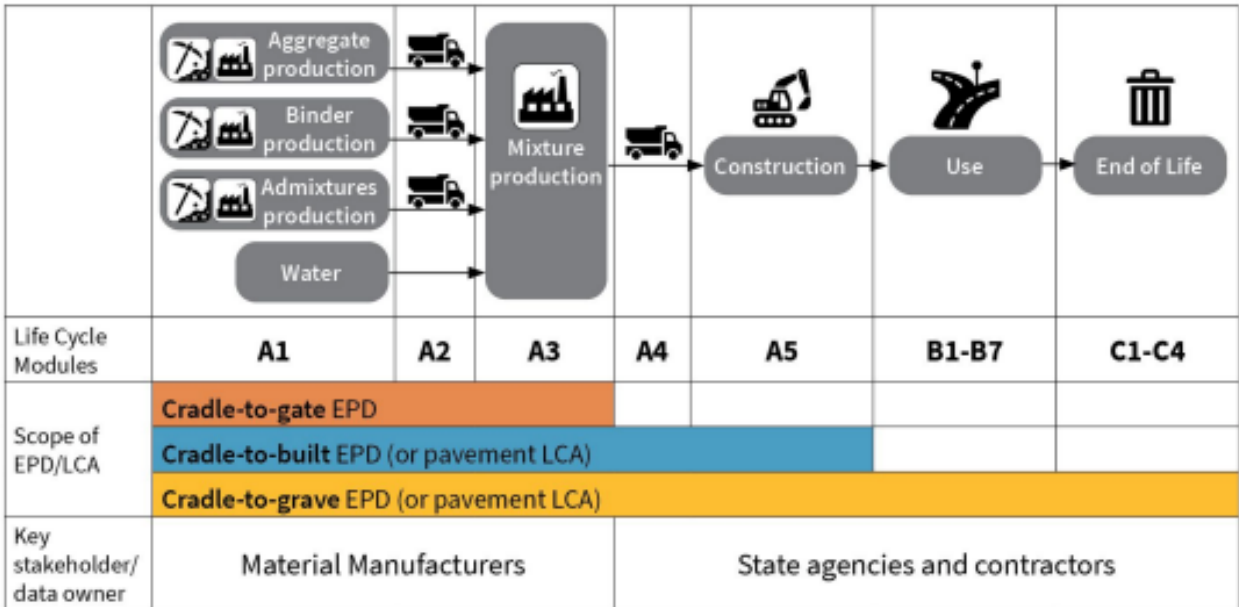 Aggregate
production
Binder
production
Admixtures
production
Water
Mixture
production
Construction
Use
End of Life
Life Cycle
Modules
A1
A2
A3
A4
A5
B1-B7
C1-C4
Scope of
EPD/LCA
Cradle-to-gate EPD
Cradle-to-built EPD (or pavement LCA)
Cradle-to-grave EPD (or pavement LCA)
Key
stakeholder/
data owner
Material Manufacturers
State agencies and contractors